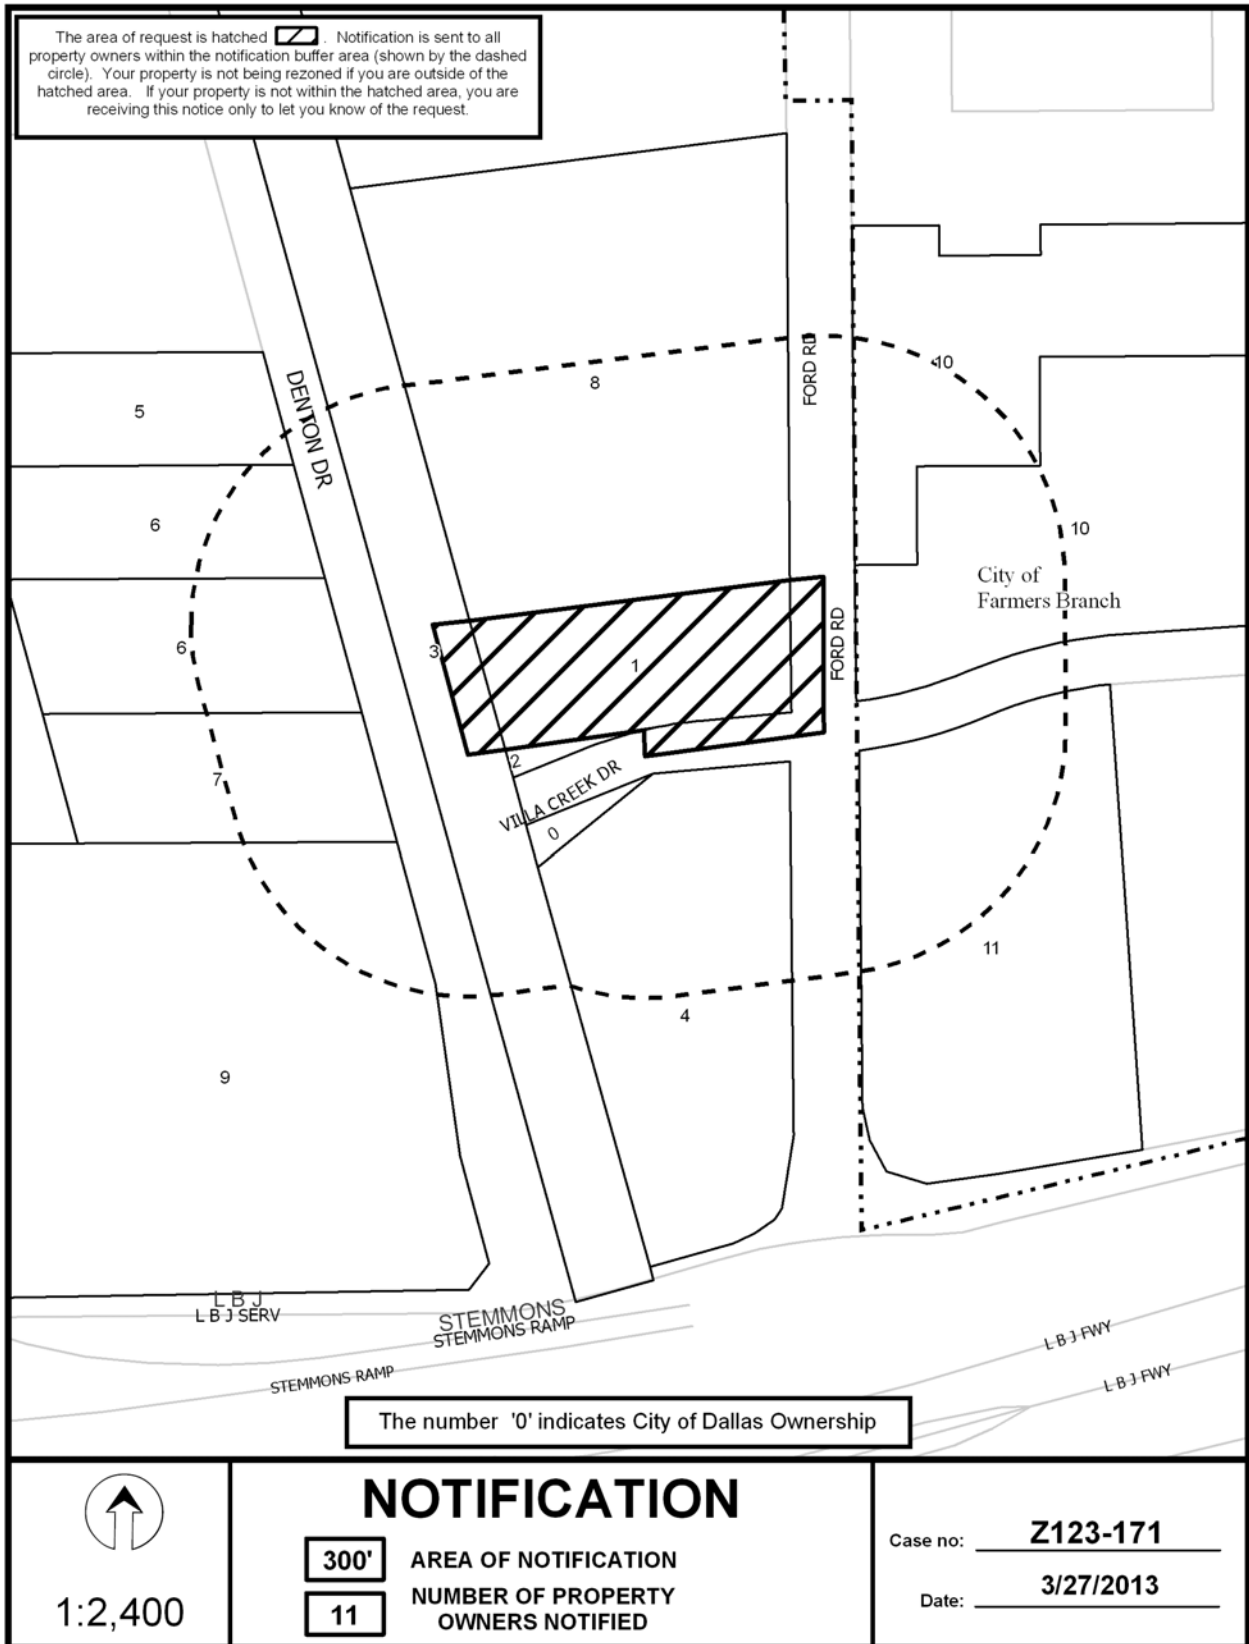 The area of request is hatched . Notification is sent to all
property owners within the notification buffer area (shown by the dashed
circle). Your property is not being rezoned if you are outside of the
hatched area. If your property is not within the hatched area, you are
receiving this notice only to let you know of the request.
FORD RD
10
8
DENTON DR
5
6
10
City of
Farmers Branch
FORD RD
6
3
1
2
7
VILLA CREEK DR
0
11
4
9
L B J
L B J SERV
STEMMONS
STEMMONS RAMP
STEMMONS RAMP
L B J FWY
L B J FWY
The number '0' indicates City of Dallas Ownership
1:2,400
NOTIFICATION
300' AREA OF NOTIFICATION
11 NUMBER OF PROPERTY
OWNERS NOTIFIED
Case no: Z123-171
Date: 3/27/2013